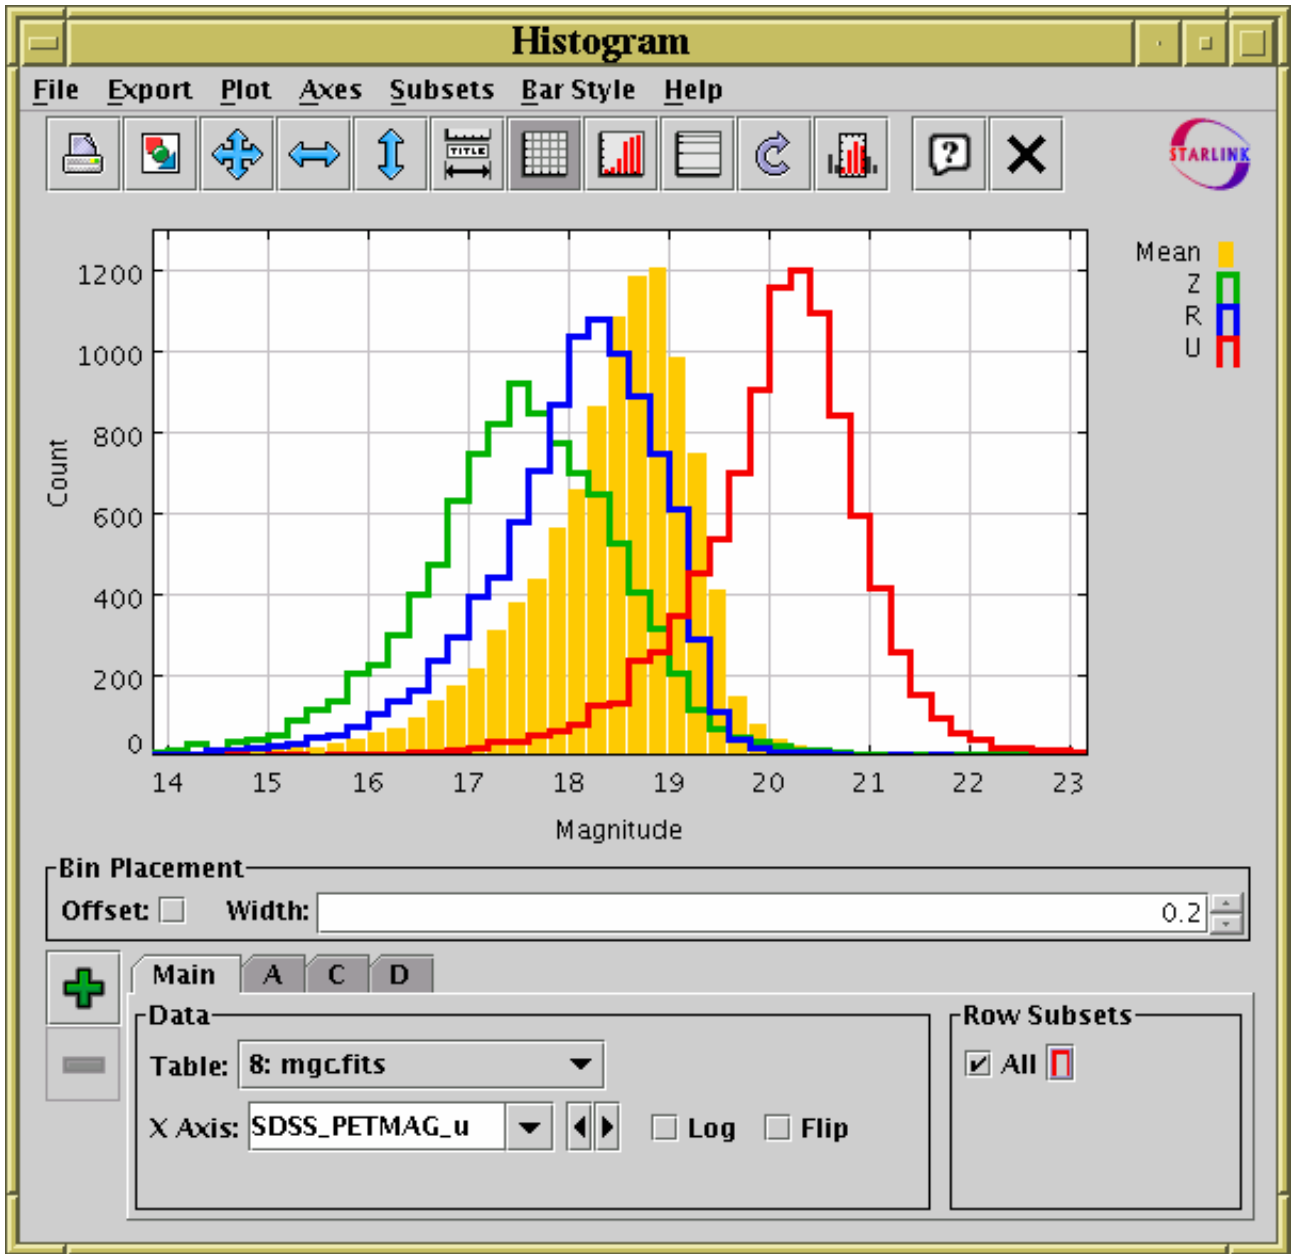 Histogram
File Export Plot Axes Subsets Bar Style Help
TITLE
?
STARLINK
Mean
Z
R
U
1200
1000
800
600
400
200
0
Count
14 15 16 17 18 19 20 21 22 23
Magnitude
Bin Placement
Offset: Width: 0.2
Main A C D
Data
Table: 8: mgc.fits
X Axis: SDSS_PETMAG_u Log Flip
Row Subsets
All